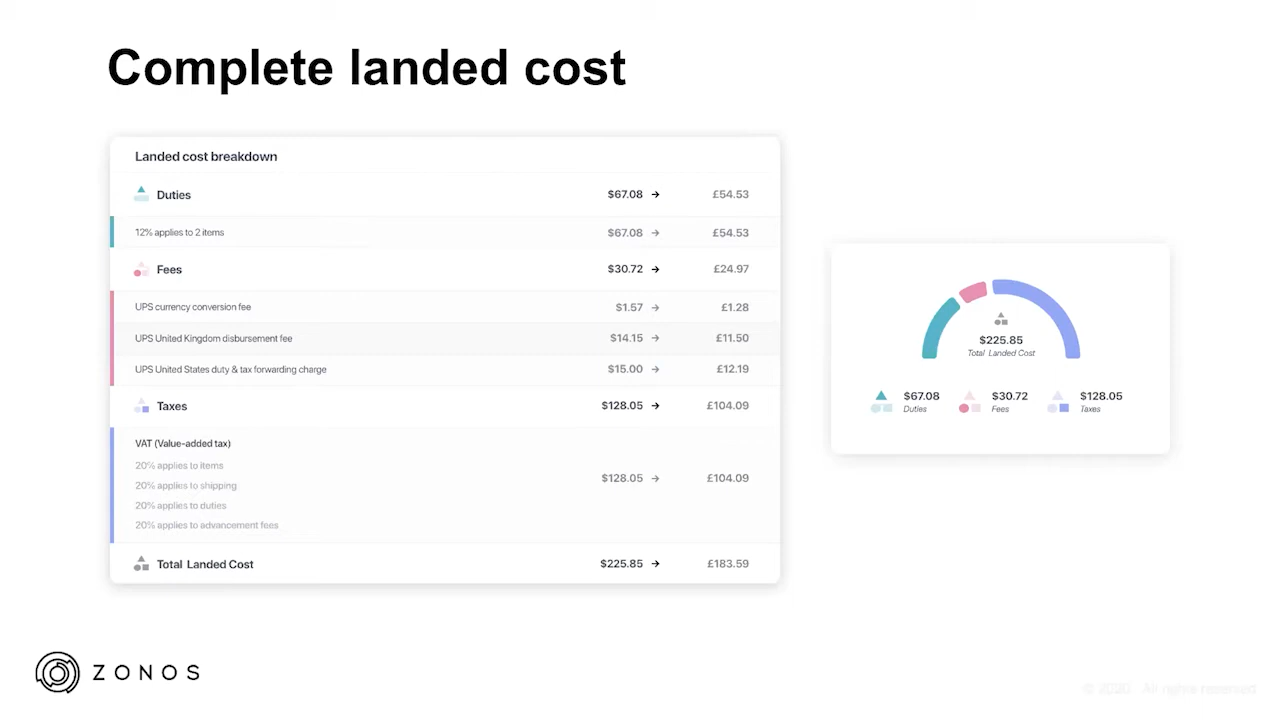 Complete landed cost
Landed cost breakdown
Duties $67.08 → £54.53
12% applies to 2 items $67.08 → £54.53
Fees $30.72 → £24.97
UPS currency conversion fee $1.57 → £1.28
UPS United Kingdom disbursement fee $14.15 → £11.50
UPS United States duty & tax forwarding charge $15.00 → £12.19
Taxes $128.05 → £104.09
VAT (Value-added tax)
20% applies to items
20% applies to shipping
$128.05 → £104.09
20% applies to duties
20% applies to advancement fees
Total Landed Cost $225.85 → £183.59
$225.85
Total Landed Cost
$67.08 $30.72 $128.05
Duties Fees Taxes
ZONOS
© 2020 All rights reserved